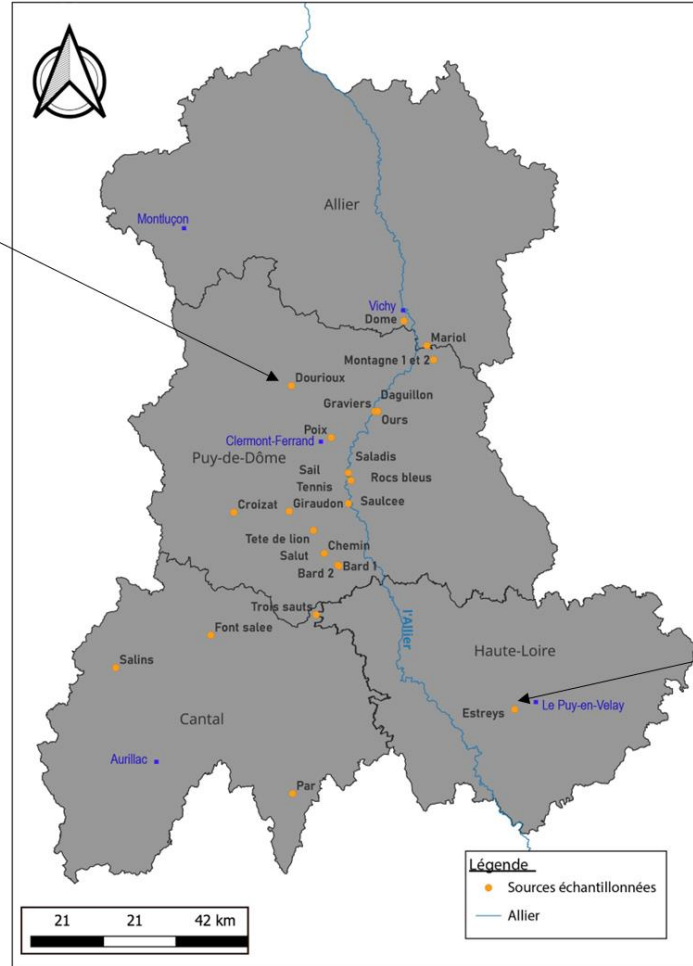 Allier
Montluçon
Vichy
Dome
Mariol
Montagne 1 et 2
Dourioux
Daguillon
Graviers
Ours
Poix
Clermont-Ferrand
Puy-de-Dôme
Saladis
Sail
Rocs bleus
Tennis
Croizat
Giraudon
Saulcee
Tete de lion
Chemin
Salut
Bard 1
Bard 2
Trois sauts
Font salee
l'Allier
Haute-Loire
Salins
Cantal
Estreys
Le Puy-en-Velay
Aurillac
Par
Légende
Sources échantillonnées
Allier
21 21 42 km